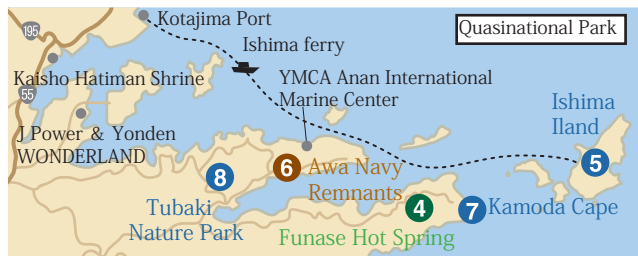 Kotajima Port
Quasinational Park
195
Ishima ferry
Kaisho Hatiman Shrine
YMCA Anan International
Marine Center
55
Ishima
Iland
J Power & Yonden
WONDERLAND
5
8
6
Awa Navy
Remnants
Tubaki
Nature Park
4
7
Kamoda Cape
Funase Hot Spring